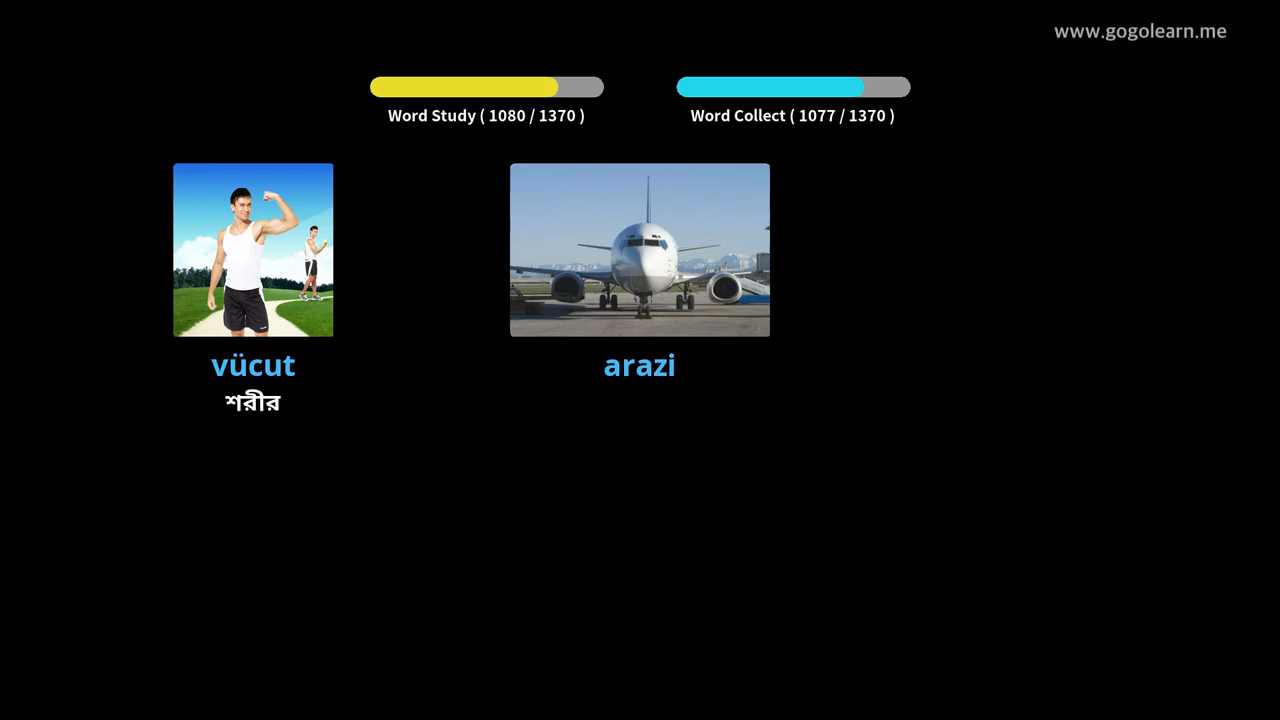 www.gogolearn.me
Word Study ( 1080 / 1370 )
Word Collect ( 1077 / 1370 )
vücut
শরীর
arazi